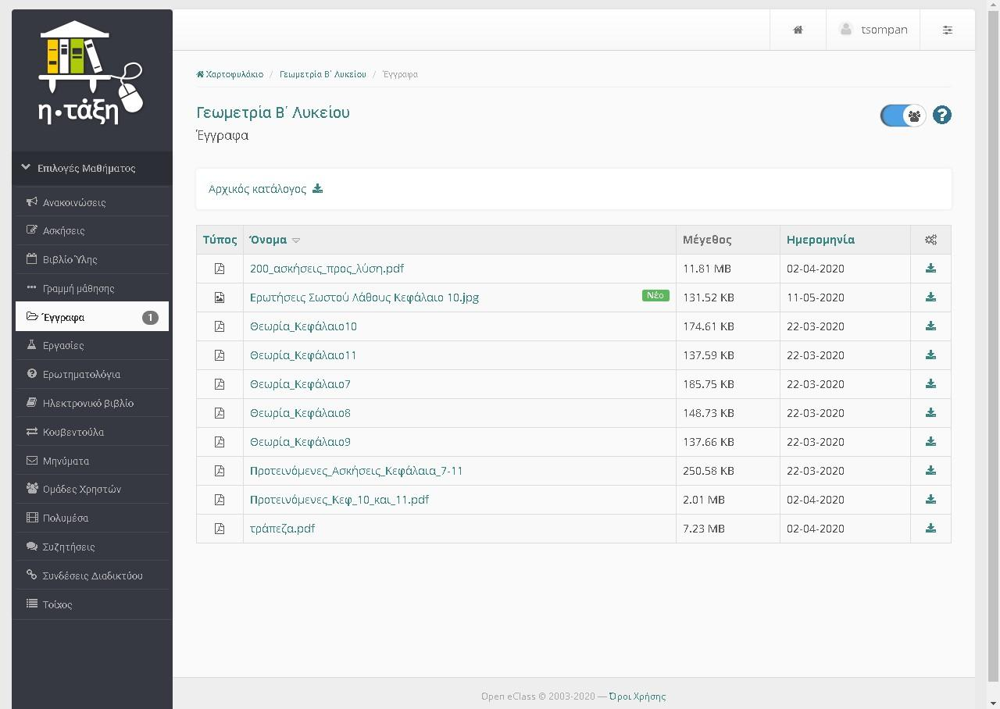 η·τάξη
tsompan
Χαρτοφυλάκιο / Γεωμετρία Β΄ Λυκείου / Έγγραφα
Γεωμετρία Β΄ Λυκείου
Έγγραφα
Επιλογές Μαθήματος
Ανακοινώσεις
Ασκήσεις
Βιβλίο Ύλης
Γραμμή μάθησης
Έγγραφα 1
Εργασίες
Ερωτηματολόγια
Ηλεκτρονικό βιβλίο
Κουβεντούλα
Μηνύματα
Ομάδες Χρηστών
Πολυμέσα
Συζητήσεις
Συνδέσεις Διαδικτύου
Τοίχος
Αρχικός κατάλογος
Τύπος Όνομα Μέγεθος Ημερομηνία
200_ασκήσεις_προς_λύση.pdf 11.81 MB 02-04-2020
Ερωτήσεις Σωστού Λάθους Κεφάλαιο 10.jpg Νέο 131.52 KB 11-05-2020
Θεωρία_Κεφάλαιο10 174.61 KB 22-03-2020
Θεωρία_Κεφάλαιο11 137.59 KB 22-03-2020
Θεωρία_Κεφάλαιο7 185.75 KB 22-03-2020
Θεωρία_Κεφάλαιο8 148.73 KB 22-03-2020
Θεωρία_Κεφάλαιο9 137.66 KB 22-03-2020
Προτεινόμενες_Ασκήσεις_Κεφάλαια_7-11 250.58 KB 22-03-2020
Προτεινόμενες_Κεφ_10_και_11.pdf 2.01 MB 02-04-2020
τράπεζα.pdf 7.23 MB 02-04-2020
Open eClass © 2003-2020 — Όροι Χρήσης